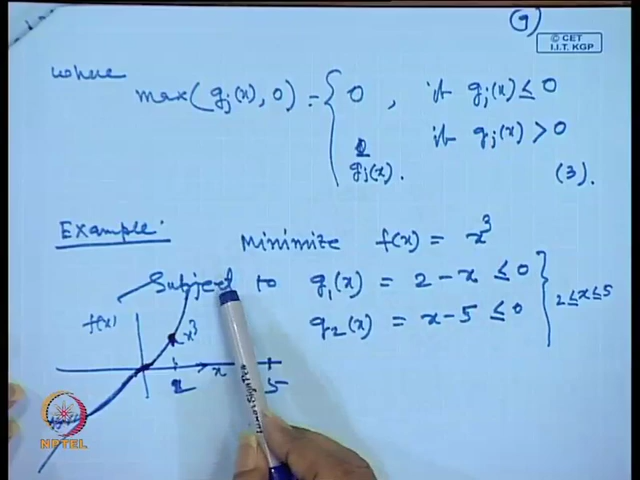 9
© CET
I.I.T. KGP
where
max(gj(x), 0) = { 0 , if gj(x) ≤ 0
gj(x). if gj(x) > 0
(3).
Example:
Minimize f(x) = x³
Subject to g₁(x) = 2 - x ≤ 0
g₂(x) = x - 5 ≤ 0
2 ≤ x ≤ 5
f(x)
x³
x
2
5
NPTEL